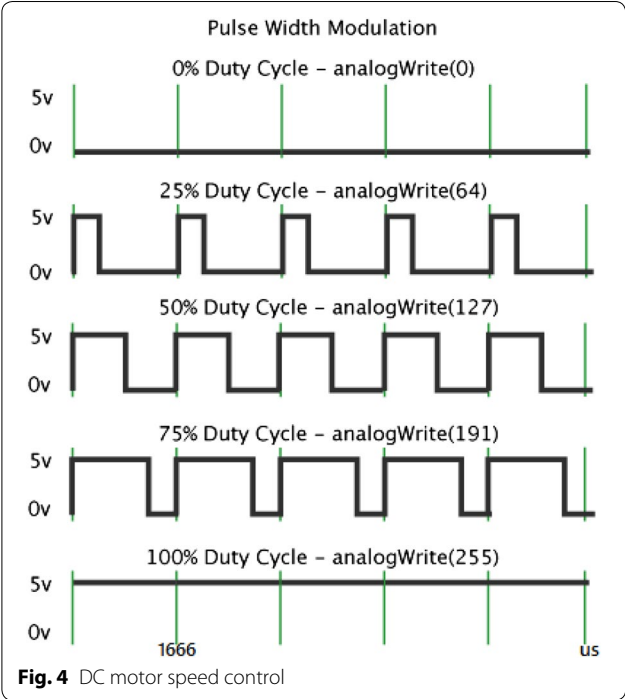 Pulse Width Modulation
0% Duty Cycle – analogWrite(0)
5v
0v
25% Duty Cycle – analogWrite(64)
5v
0v
50% Duty Cycle – analogWrite(127)
5v
0v
75% Duty Cycle – analogWrite(191)
5v
0v
100% Duty Cycle – analogWrite(255)
5v
0v
1666 us
Fig. 4 DC motor speed control